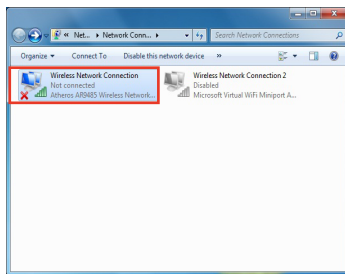 « Net... ▸ Network Conn... ▸
Search Network Connections
Organize ▾ Connect To Disable this network device »
Wireless Network Connection
Not connected
Atheros AR9485 Wireless Network...
Wireless Network Connection 2
Disabled
Microsoft Virtual WiFi Miniport A...